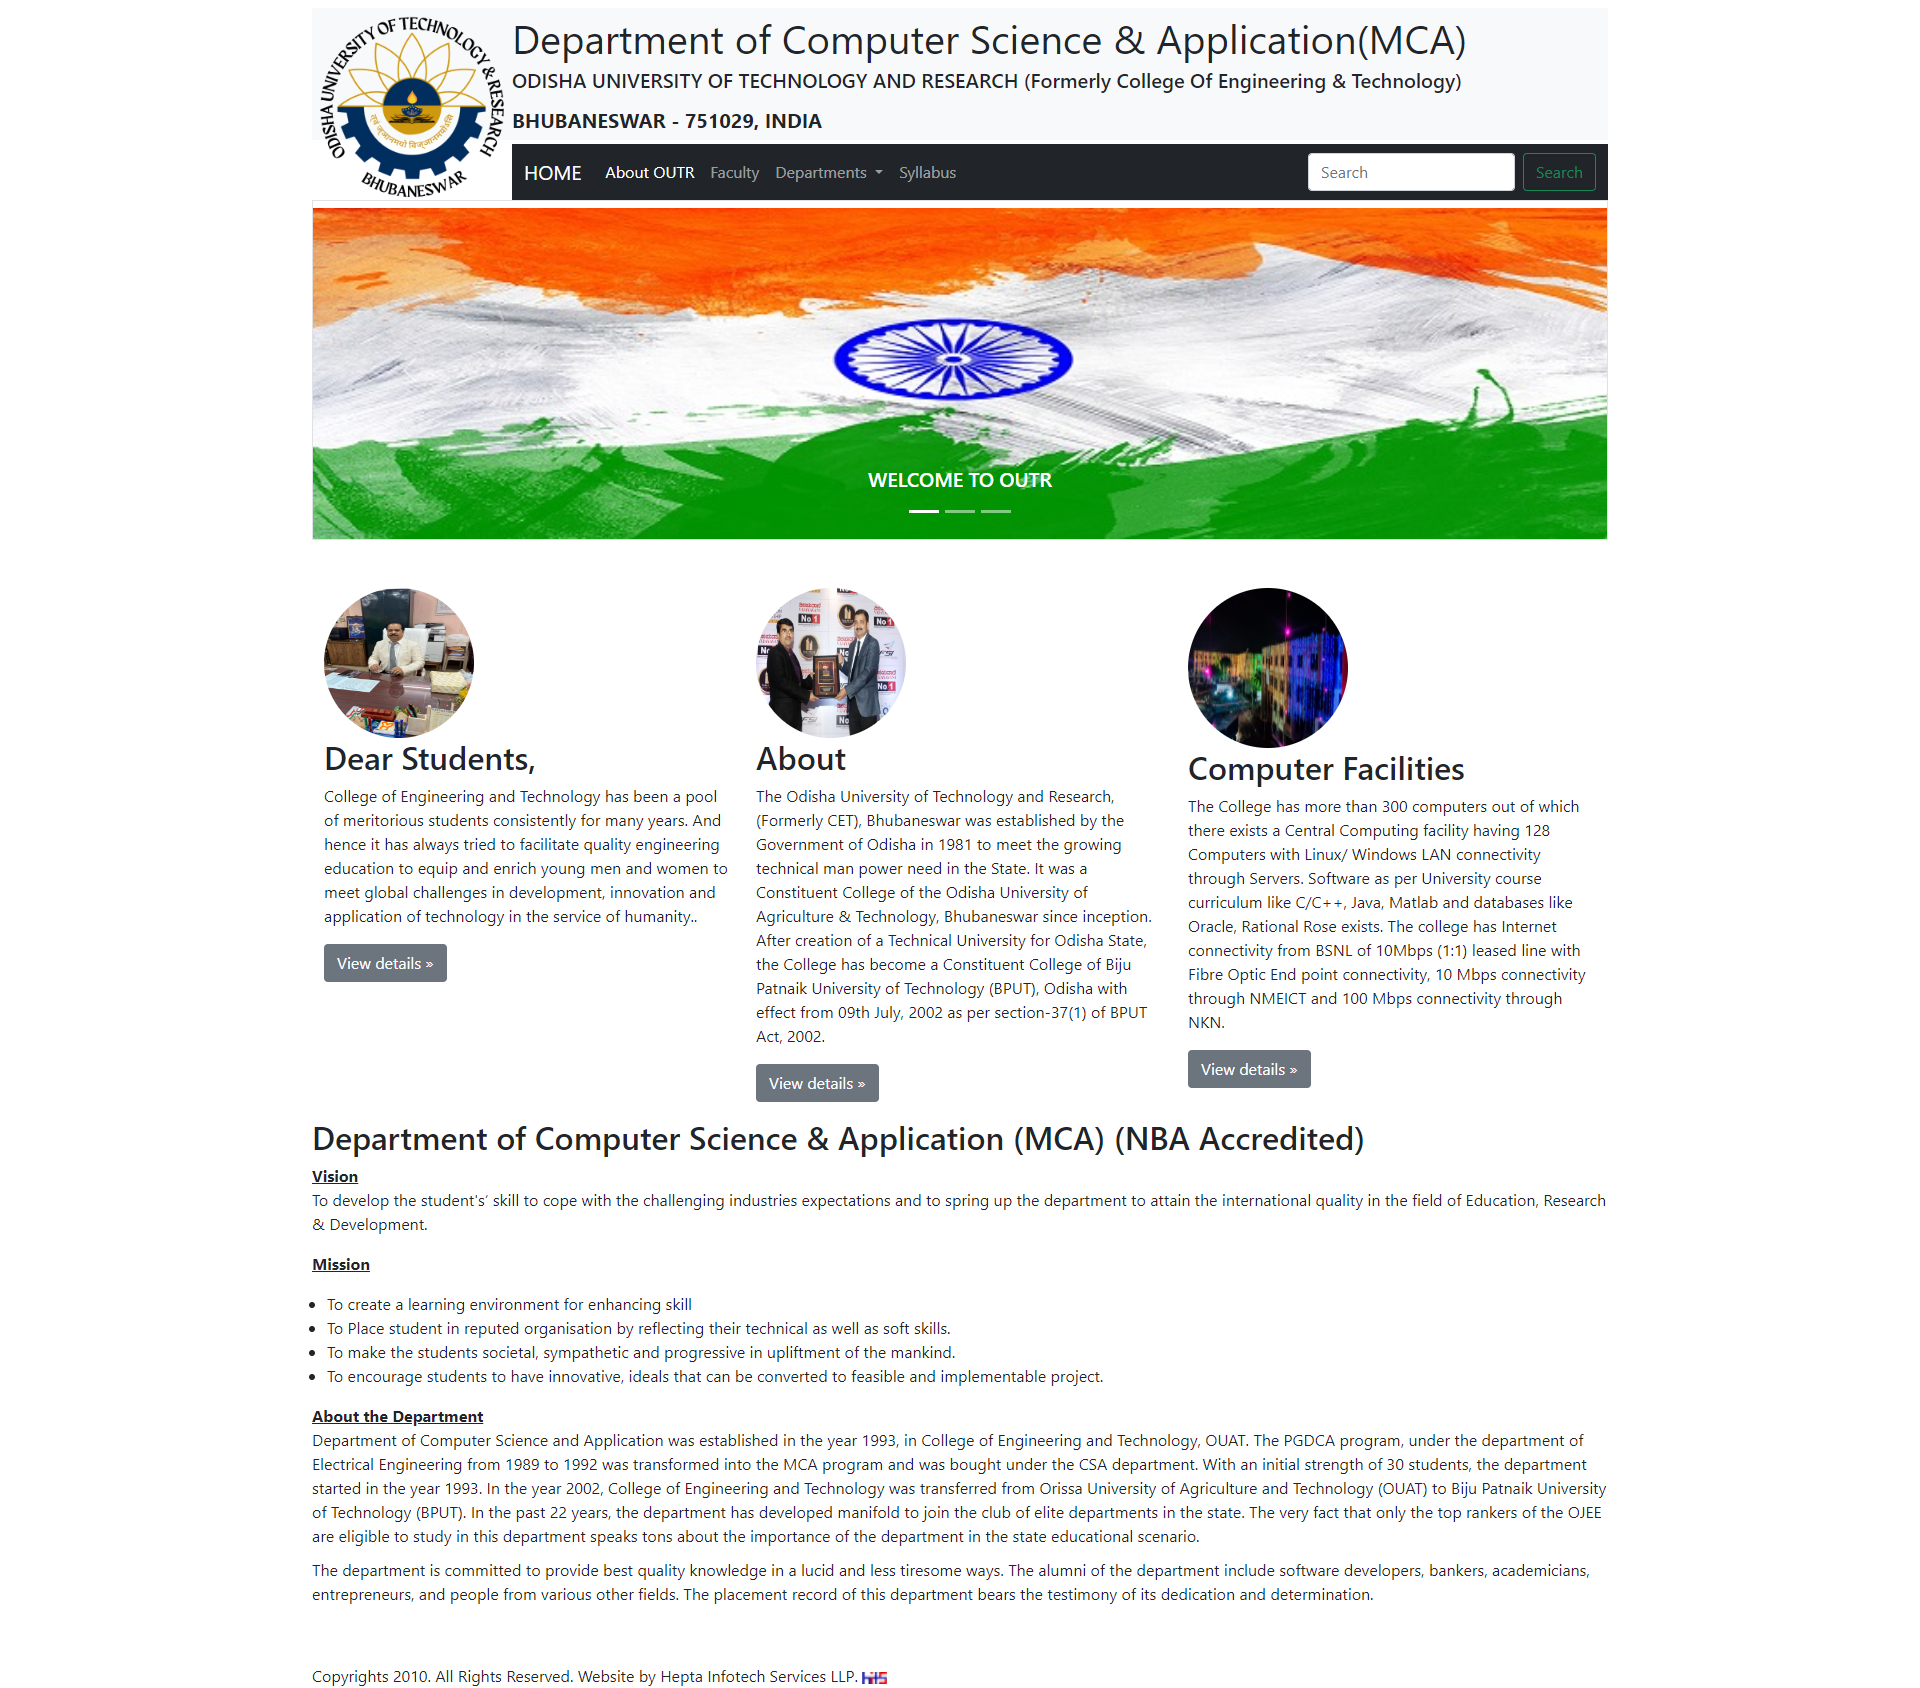 ODISHA UNIVERSITY OF TECHNOLOGY & RESEARCH
BHUBANESWAR
Department of Computer Science & Application(MCA)
ODISHA UNIVERSITY OF TECHNOLOGY AND RESEARCH (Formerly College Of Engineering & Technology)
BHUBANESWAR - 751029, INDIA
HOME About OUTR Faculty Departments Syllabus Search Search
WELCOME TO OUTR
No 1
No 1
No 1
Dear Students,
College of Engineering and Technology has been a pool
of meritorious students consistently for many years. And
hence it has always tried to facilitate quality engineering
education to equip and enrich young men and women to
meet global challenges in development, innovation and
application of technology in the service of humanity..
View details »
About
The Odisha University of Technology and Research,
(Formerly CET), Bhubaneswar was established by the
Government of Odisha in 1981 to meet the growing
technical man power need in the State. It was a
Constituent College of the Odisha University of
Agriculture & Technology, Bhubaneswar since inception.
After creation of a Technical University for Odisha State,
the College has become a Constituent College of Biju
Patnaik University of Technology (BPUT), Odisha with
effect from 09th July, 2002 as per section-37(1) of BPUT
Act, 2002.
View details »
Computer Facilities
The College has more than 300 computers out of which
there exists a Central Computing facility having 128
Computers with Linux/ Windows LAN connectivity
through Servers. Software as per University course
curriculum like C/C++, Java, Matlab and databases like
Oracle, Rational Rose exists. The college has Internet
connectivity from BSNL of 10Mbps (1:1) leased line with
Fibre Optic End point connectivity, 10 Mbps connectivity
through NMEICT and 100 Mbps connectivity through
NKN.
View details »
Department of Computer Science & Application (MCA) (NBA Accredited)
Vision
To develop the student's' skill to cope with the challenging industries expectations and to spring up the department to attain the international quality in the field of Education, Research
& Development.
Mission
• To create a learning environment for enhancing skill
• To Place student in reputed organisation by reflecting their technical as well as soft skills.
• To make the students societal, sympathetic and progressive in upliftment of the mankind.
• To encourage students to have innovative, ideals that can be converted to feasible and implementable project.
About the Department
Department of Computer Science and Application was established in the year 1993, in College of Engineering and Technology, OUAT. The PGDCA program, under the department of
Electrical Engineering from 1989 to 1992 was transformed into the MCA program and was bought under the CSA department. With an initial strength of 30 students, the department
started in the year 1993. In the year 2002, College of Engineering and Technology was transferred from Orissa University of Agriculture and Technology (OUAT) to Biju Patnaik University
of Technology (BPUT). In the past 22 years, the department has developed manifold to join the club of elite departments in the state. The very fact that only the top rankers of the OJEE
are eligible to study in this department speaks tons about the importance of the department in the state educational scenario.
The department is committed to provide best quality knowledge in a lucid and less tiresome ways. The alumni of the department include software developers, bankers, academicians,
entrepreneurs, and people from various other fields. The placement record of this department bears the testimony of its dedication and determination.
Copyrights 2010. All Rights Reserved. Website by Hepta Infotech Services LLP.